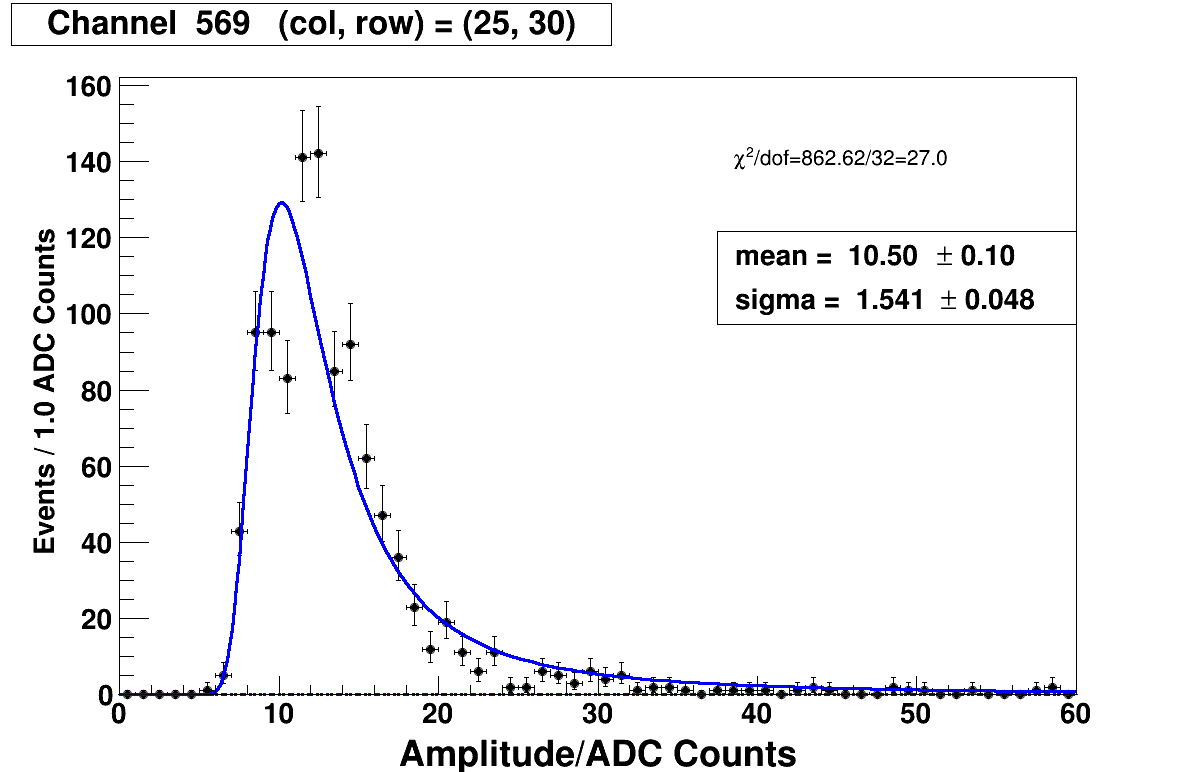 Channel 569 (col, row) = (25, 30)
160
140
120
100
80
60
40
20
0
Events / 1.0 ADC Counts
χ²/dof=862.62/32=27.0
mean = 10.50 ± 0.10
sigma = 1.541 ± 0.048
0 10 20 30 40 50 60
Amplitude/ADC Counts